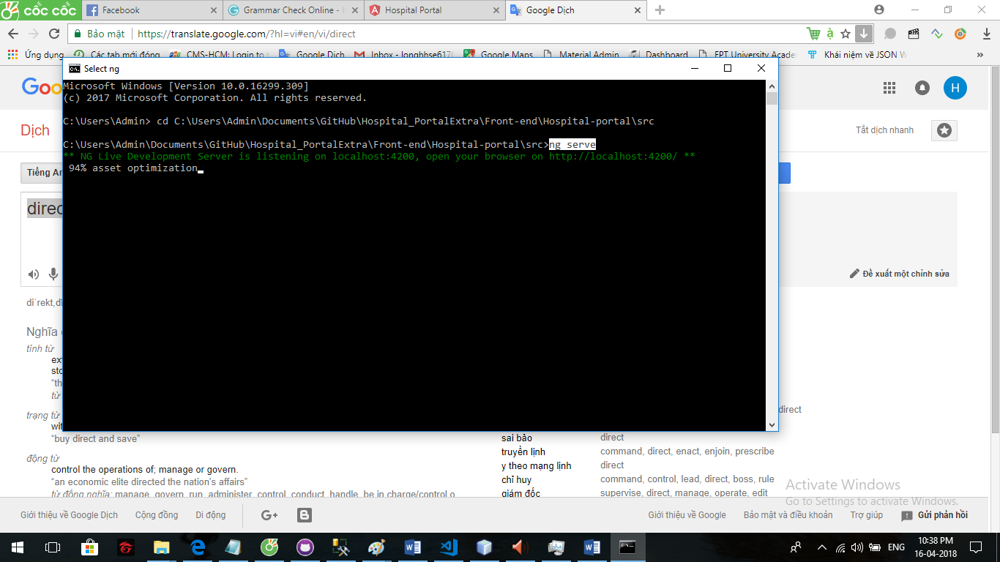 cốc cốc
Facebook
Grammar Check Online -
Hospital Portal
Google Dịch
Bảo mật
https://translate.google.com/?hl=vi#en/vi/direct
Ứng dụng
Các tab mới đóng
CMS-HCM: Login to t
Google Dịch
Inbox - longhhse617
Google Maps
Material Admin
Dashboard
FPT University Acade
Khái niệm về JSON W
»
Select ng
Microsoft Windows [Version 10.0.16299.309]
(c) 2017 Microsoft Corporation. All rights reserved.
C:\Users\Admin> cd C:\Users\Admin\Documents\GitHub\Hospital_PortalExtra\Front-end\Hospital-portal\src
C:\Users\Admin\Documents\GitHub\Hospital_PortalExtra\Front-end\Hospital-portal\src>ng serve
** NG Live Development Server is listening on localhost:4200, open your browser on http://localhost:4200/ **
94% asset optimization
Goo
H
Dịch
Tắt dịch nhanh
Tiếng An
direc
Đề xuất một chỉnh sửa
di
Nghĩa
tính từ
ex
sto
“th
từ
direct
trạng từ
wit
“buy direct and save”
động từ
control the operations of; manage or govern.
“an economic elite directed the nation's affairs”
từ đồng nghĩa: manage, govern, run, administer, control, conduct, handle, be in charge/control o
sai bảo
direct
truyền lịnh
command, direct, enact, enjoin, prescribe
y theo mạng lịnh
direct
chỉ huy
command, control, lead, direct, boss, rule
giám đốc
supervise, direct, manage, operate, edit
Activate Windows
Go to Settings to activate Windows.
Giới thiệu về Google Dịch
Cộng đồng
Di động
G+
Giới thiệu về Google
Bảo mật và điều khoản
Trợ giúp
Gửi phản hồi
ENG
10:38 PM
16-04-2018